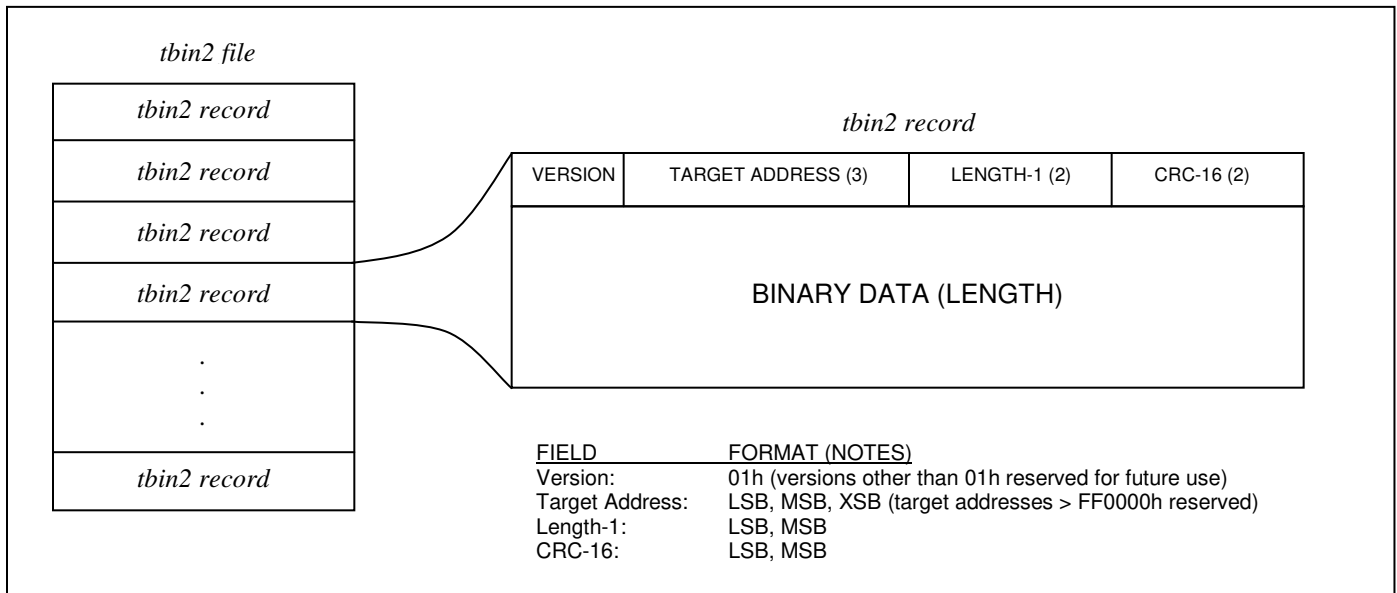 tbin2 file
tbin2 record
tbin2 record
tbin2 record
tbin2 record
.
.
.
tbin2 record
tbin2 record
VERSION TARGET ADDRESS (3) LENGTH-1 (2) CRC-16 (2)
BINARY DATA (LENGTH)
FIELD FORMAT (NOTES)
Version: 01h (versions other than 01h reserved for future use)
Target Address: LSB, MSB, XSB (target addresses > FF0000h reserved)
Length-1: LSB, MSB
CRC-16: LSB, MSB